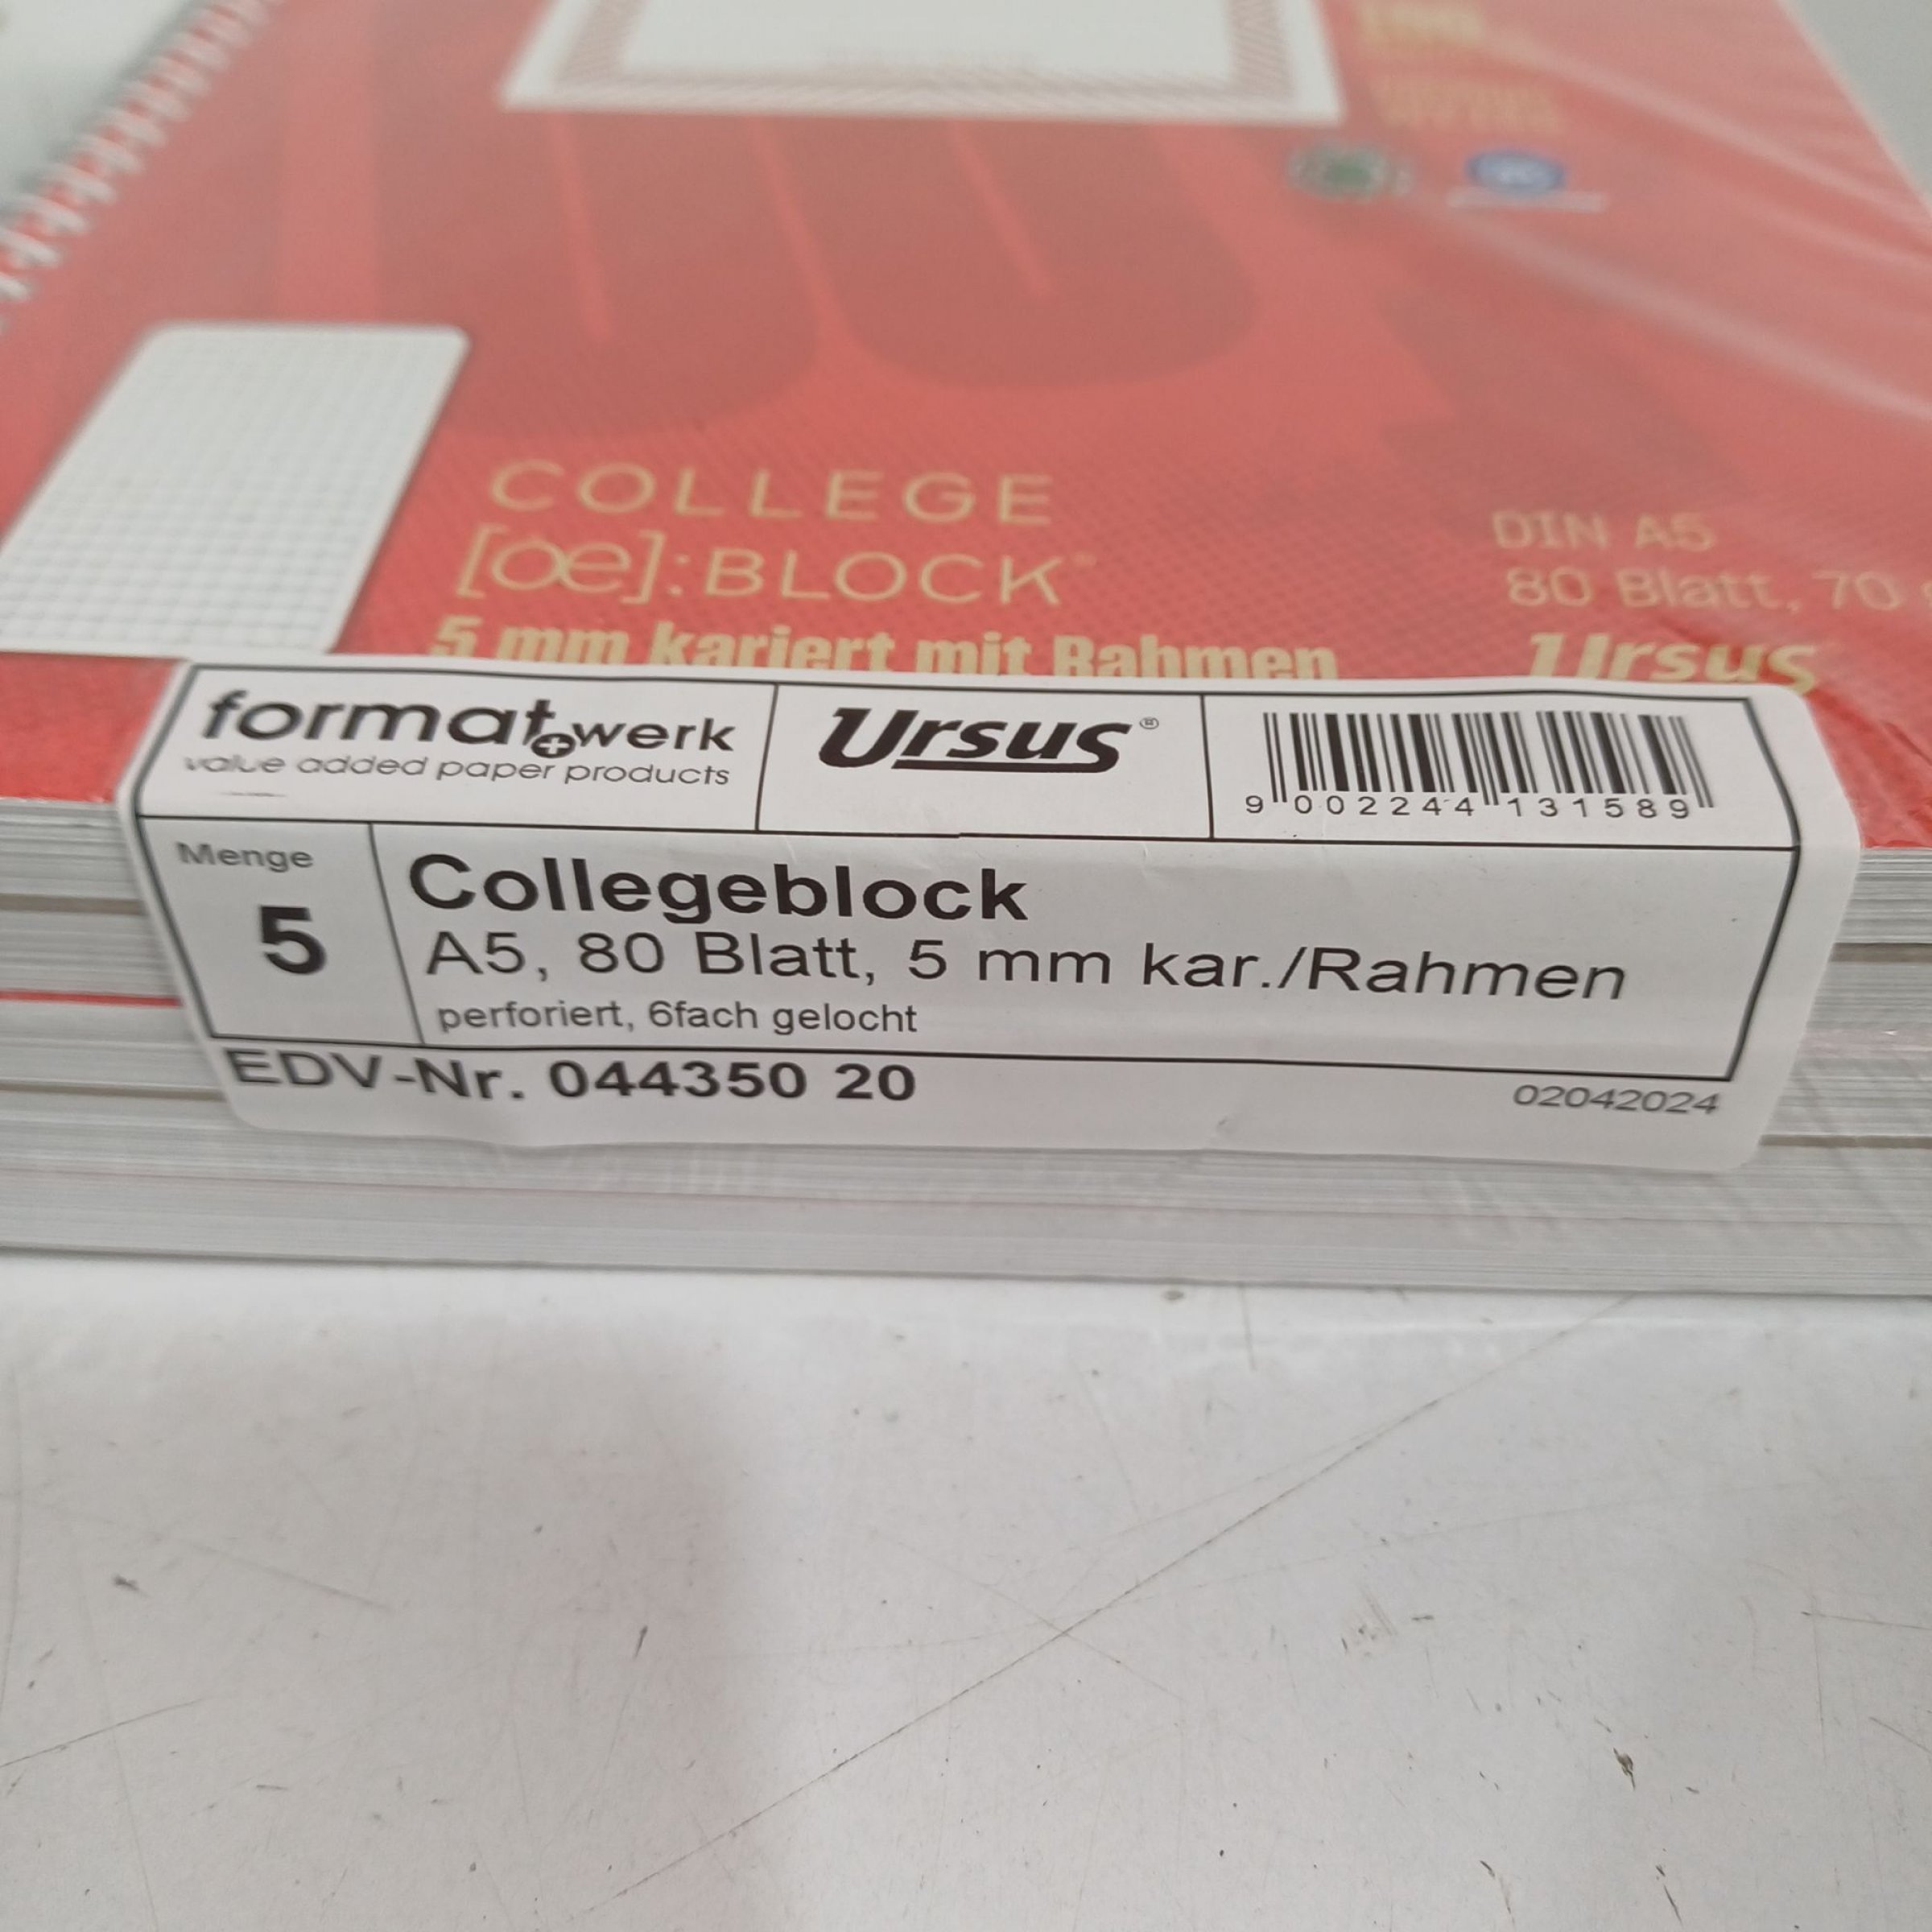 COLLEGE
[oe]:BLOCK®
5 mm kariert mit Rahmen
DIN A5
80 Blatt, 70
Ursus
format+werk
value added paper products
Ursus®
9 002244 131589
Menge
5
Collegeblock
A5, 80 Blatt, 5 mm kar./Rahmen
perforiert, 6fach gelocht
EDV-Nr. 044350 20
02042024